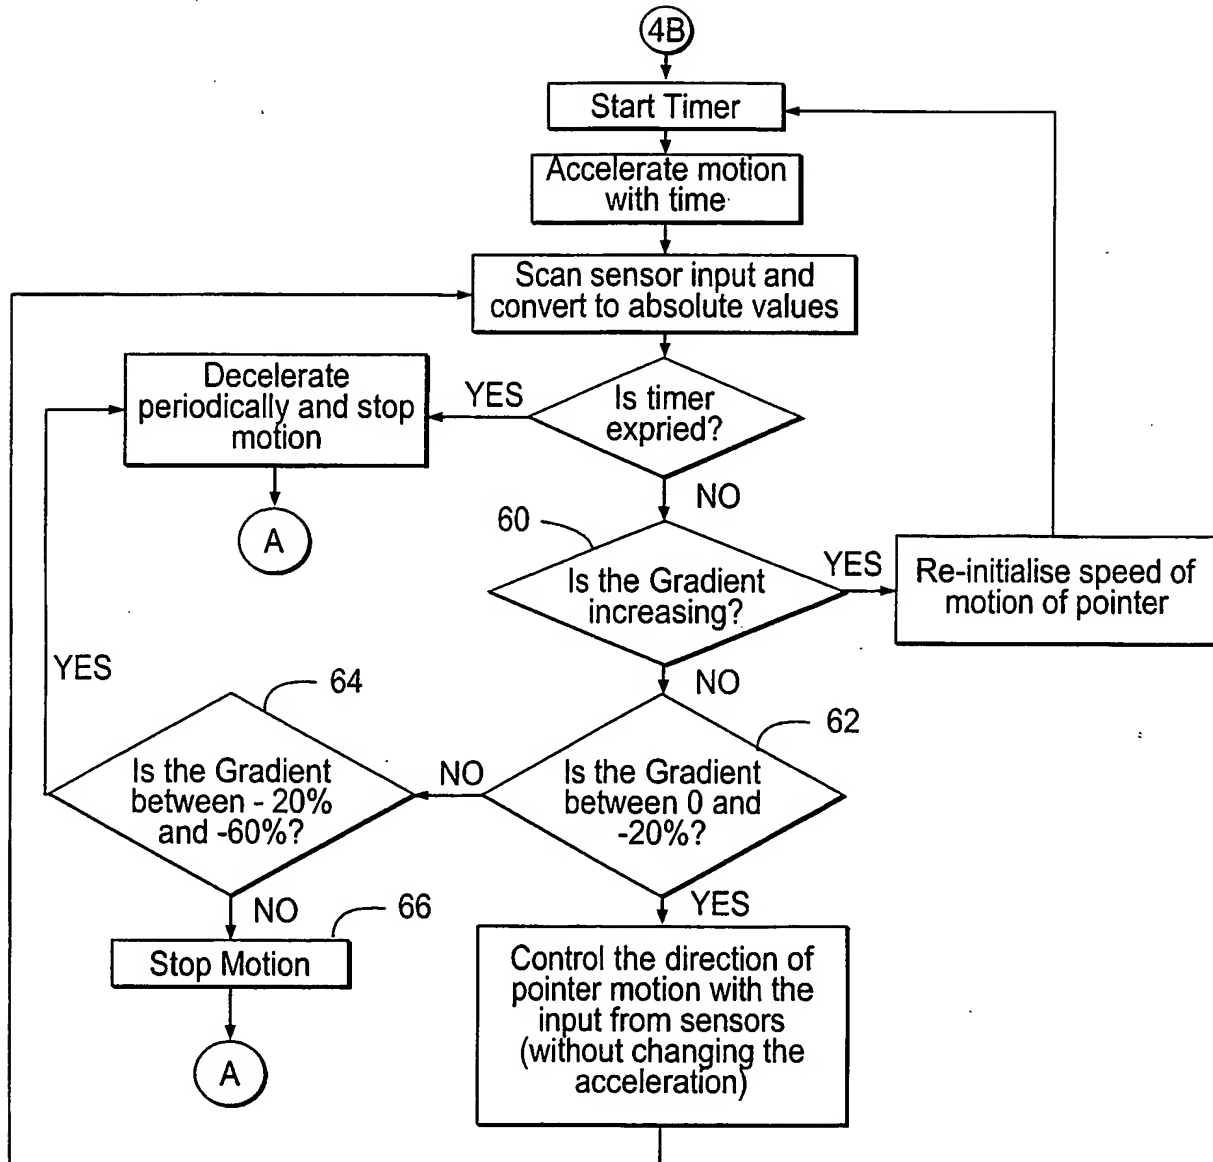 4B
Start Timer
Accelerate motion
with time
Scan sensor input and
convert to absolute values
Decelerate
periodically and stop
motion
YES
Is timer
expried?
A
NO
60
Is the Gradient
increasing?
YES
Re-initialise speed of
motion of pointer
YES
NO
64
62
Is the Gradient
between - 20%
and -60%?
NO
Is the Gradient
between 0 and
-20%?
NO
66
YES
Stop Motion
Control the direction of
pointer motion with the
input from sensors
(without changing the
acceleration)
A